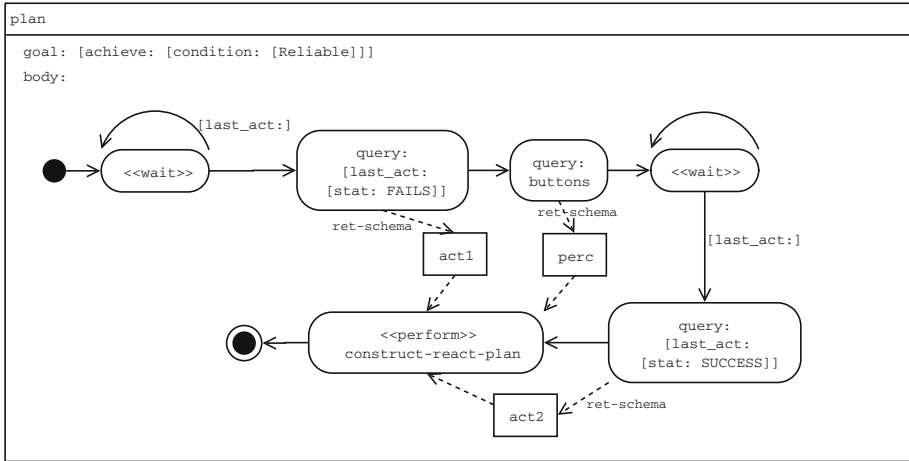 plan
goal: [achieve: [condition: [Reliable]]]
body:
[last_act:]
<<wait>>
query:
[last_act:
[stat: FAILS]]
query:
buttons
<<wait>>
ret-schema
ret-schema
[last_act:]
act1
perc
<<perform>>
construct-react-plan
query:
[last_act:
[stat: SUCCESS]]
act2
ret-schema